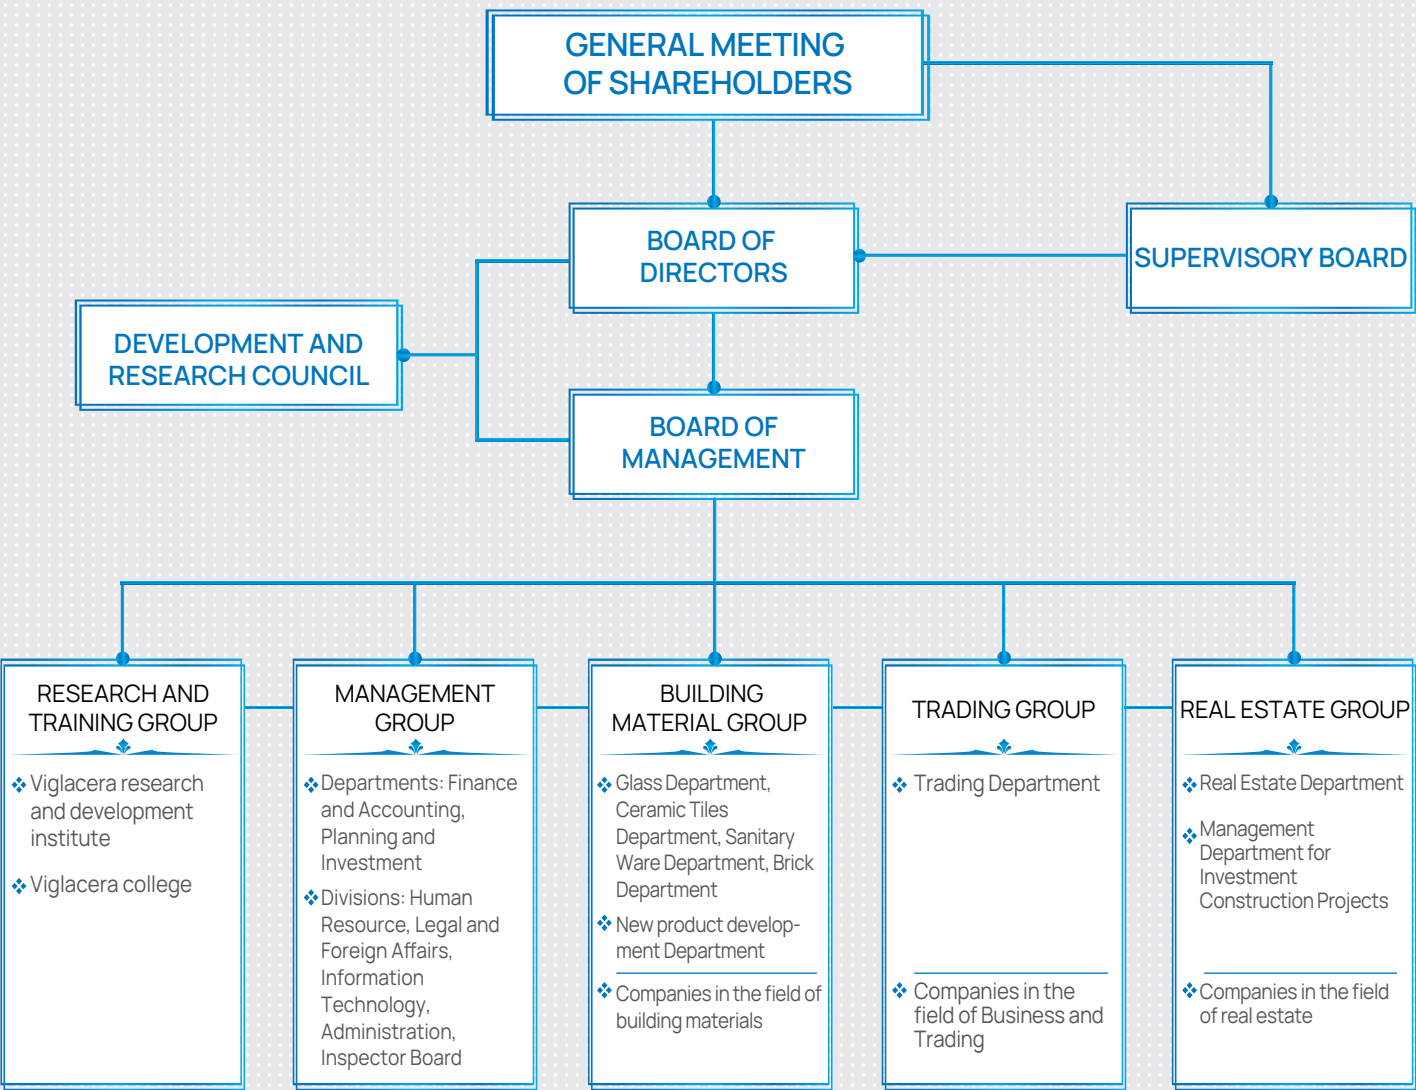 GENERAL MEETING
OF SHAREHOLDERS
BOARD OF
DIRECTORS
SUPERVISORY BOARD
DEVELOPMENT AND
RESEARCH COUNCIL
BOARD OF
MANAGEMENT
RESEARCH AND
TRAINING GROUP
Viglacera research
and development
institute
Viglacera college
MANAGEMENT
GROUP
Departments: Finance
and Accounting,
Planning and
Investment
Divisions: Human
Resource, Legal and
Foreign Affairs,
Information
Technology,
Administration,
Inspector Board
BUILDING
MATERIAL GROUP
Glass Department,
Ceramic Tiles
Department, Sanitary
Ware Department, Brick
Department
New product develop-
ment Department
Companies in the field of
building materials
TRADING GROUP
Trading Department
Companies in the
field of Business and
Trading
REAL ESTATE GROUP
Real Estate Department
Management
Department for
Investment
Construction Projects
Companies in the field
of real estate